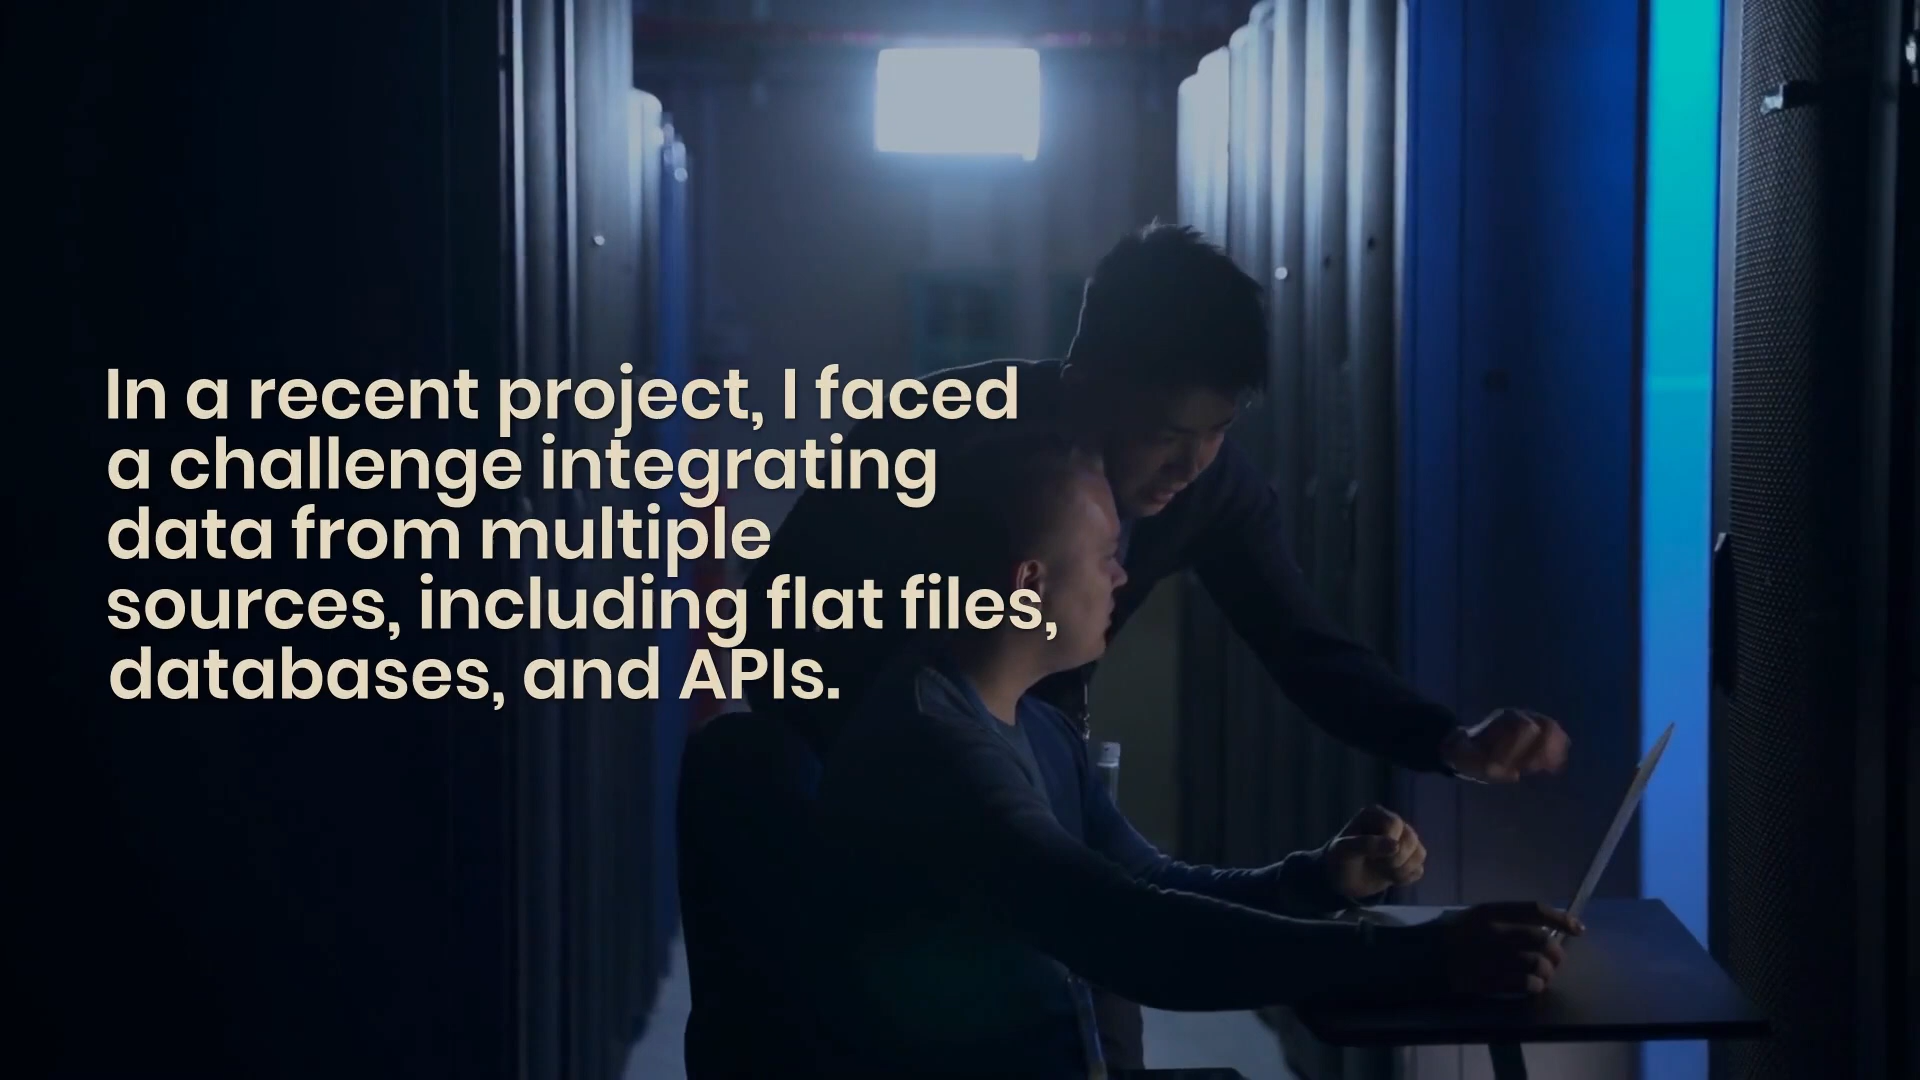 In a recent project, I faced
a challenge integrating
data from multiple
sources, including flat files,
databases, and APIs.